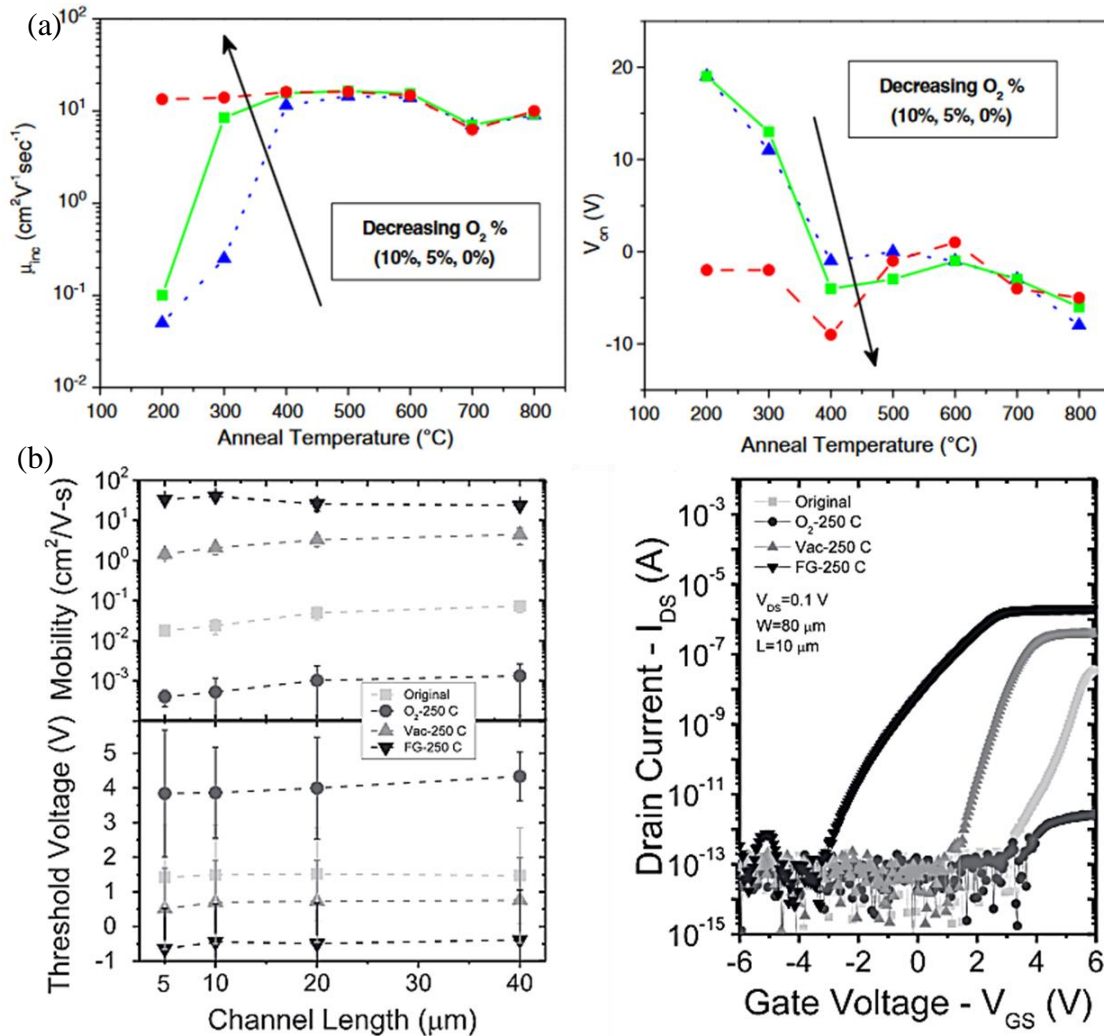 (a)
10²
10¹
10⁰
10⁻¹
10⁻²
μinc (cm²V⁻¹sec⁻¹)
Decreasing O₂ %
(10%, 5%, 0%)
100 200 300 400 500 600 700 800
Anneal Temperature (°C)
20
10
0
-10
Von (V)
Decreasing O₂ %
(10%, 5%, 0%)
100 200 300 400 500 600 700 800
Anneal Temperature (°C)
(b)
10²
10¹
10⁰
10⁻¹
10⁻²
10⁻³
Mobility (cm²/V-s)
Original
O₂-250 C
Vac-250 C
FG-250 C
5
4
3
2
1
0
-1
Threshold Voltage (V)
5 10 20 30 40
Channel Length (μm)
10⁻³
10⁻⁵
10⁻⁷
10⁻⁹
10⁻¹¹
10⁻¹³
10⁻¹⁵
Drain Current - IDS (A)
Original
O₂-250 C
Vac-250 C
FG-250 C
VDS=0.1 V
W=80 μm
L=10 μm
-6 -4 -2 0 2 4 6
Gate Voltage - VGS (V)